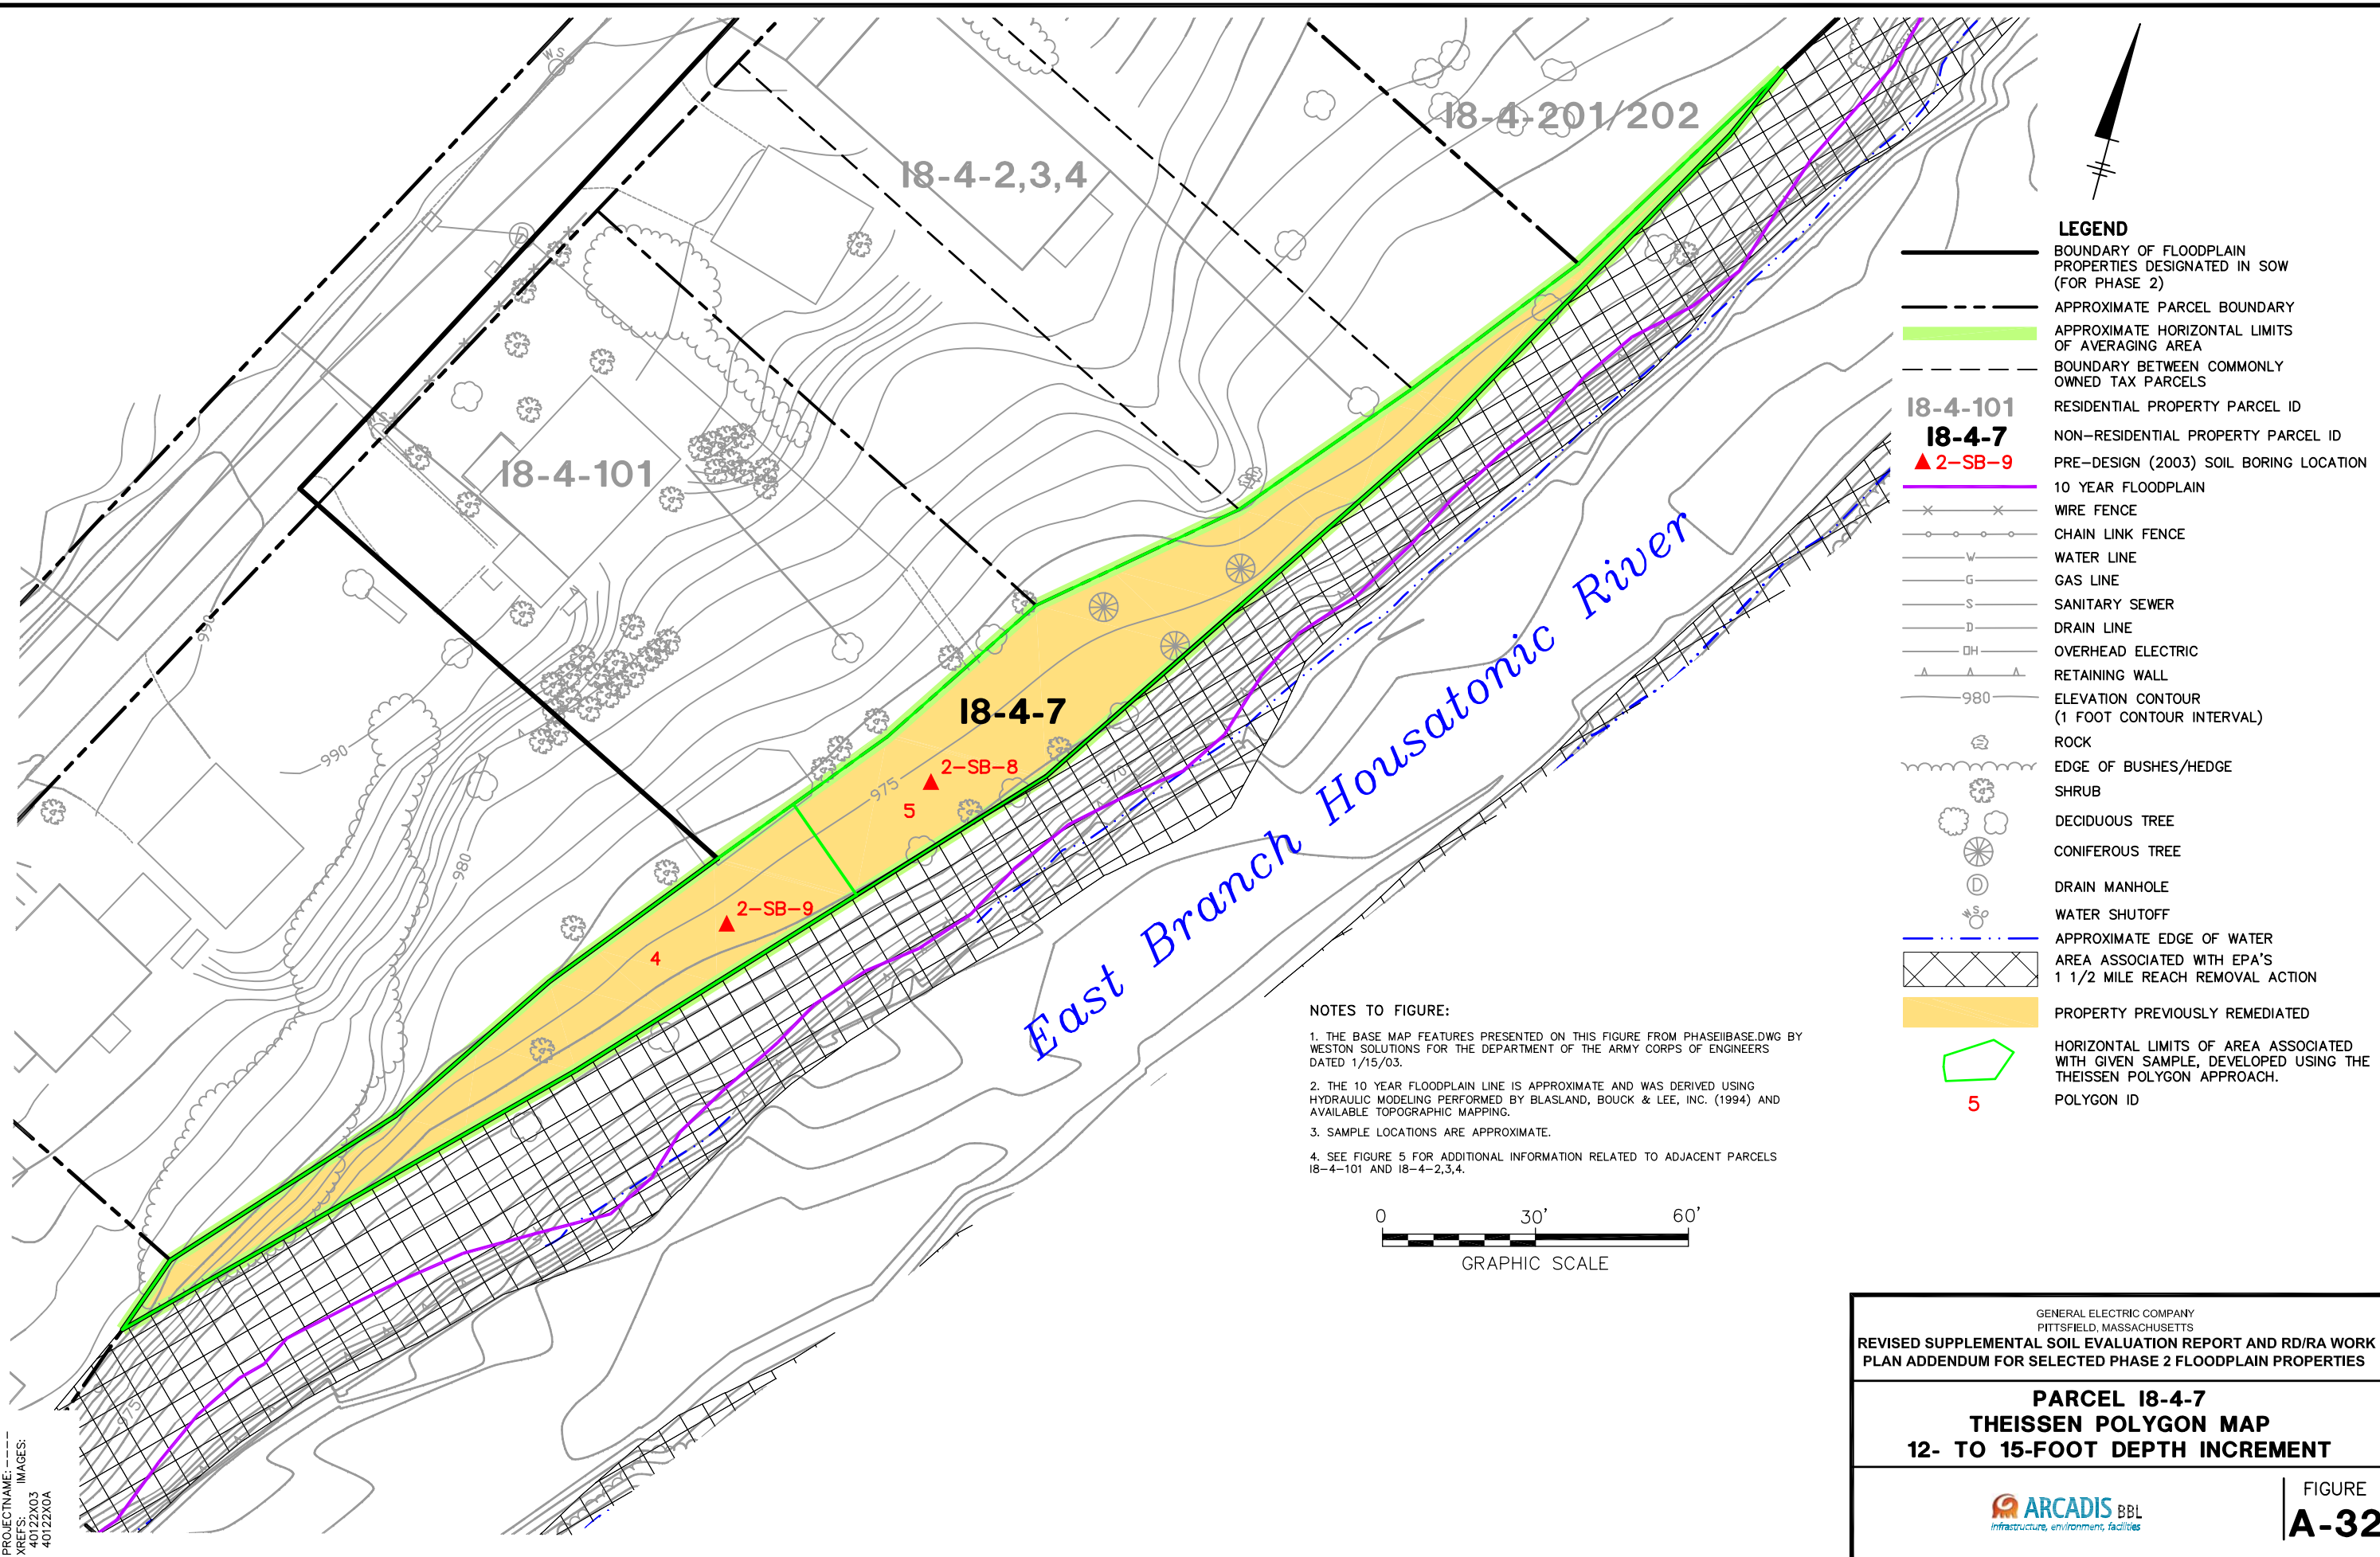 WS
I8-4-201/202
I8-4-2,3,4
D
S
I8-4-101
990
990
980
I8-4-7
975
2-SB-8
5
970
2-SB-9
4
975
East Branch Housatonic River
LEGEND
BOUNDARY OF FLOODPLAIN
PROPERTIES DESIGNATED IN SOW
(FOR PHASE 2)
APPROXIMATE PARCEL BOUNDARY
APPROXIMATE HORIZONTAL LIMITS
OF AVERAGING AREA
BOUNDARY BETWEEN COMMONLY
OWNED TAX PARCELS
I8-4-101 RESIDENTIAL PROPERTY PARCEL ID
I8-4-7 NON-RESIDENTIAL PROPERTY PARCEL ID
2-SB-9 PRE-DESIGN (2003) SOIL BORING LOCATION
10 YEAR FLOODPLAIN
WIRE FENCE
CHAIN LINK FENCE
W WATER LINE
G GAS LINE
S SANITARY SEWER
D DRAIN LINE
OH OVERHEAD ELECTRIC
RETAINING WALL
980 ELEVATION CONTOUR
(1 FOOT CONTOUR INTERVAL)
ROCK
EDGE OF BUSHES/HEDGE
SHRUB
DECIDUOUS TREE
CONIFEROUS TREE
D DRAIN MANHOLE
WS WATER SHUTOFF
APPROXIMATE EDGE OF WATER
AREA ASSOCIATED WITH EPA'S
1 1/2 MILE REACH REMOVAL ACTION
PROPERTY PREVIOUSLY REMEDIATED
HORIZONTAL LIMITS OF AREA ASSOCIATED
WITH GIVEN SAMPLE, DEVELOPED USING THE
THEISSEN POLYGON APPROACH.
5 POLYGON ID
NOTES TO FIGURE:
1. THE BASE MAP FEATURES PRESENTED ON THIS FIGURE FROM PHASEIIBASE.DWG BY
WESTON SOLUTIONS FOR THE DEPARTMENT OF THE ARMY CORPS OF ENGINEERS
DATED 1/15/03.
2. THE 10 YEAR FLOODPLAIN LINE IS APPROXIMATE AND WAS DERIVED USING
HYDRAULIC MODELING PERFORMED BY BLASLAND, BOUCK & LEE, INC. (1994) AND
AVAILABLE TOPOGRAPHIC MAPPING.
3. SAMPLE LOCATIONS ARE APPROXIMATE.
4. SEE FIGURE 5 FOR ADDITIONAL INFORMATION RELATED TO ADJACENT PARCELS
I8-4-101 AND I8-4-2,3,4.
0 30' 60'
GRAPHIC SCALE
GENERAL ELECTRIC COMPANY
PITTSFIELD, MASSACHUSETTS
REVISED SUPPLEMENTAL SOIL EVALUATION REPORT AND RD/RA WORK
PLAN ADDENDUM FOR SELECTED PHASE 2 FLOODPLAIN PROPERTIES
PARCEL I8-4-7
THEISSEN POLYGON MAP
12- TO 15-FOOT DEPTH INCREMENT
ARCADIS BBL
Infrastructure, environment, facilities
FIGURE
A-32
PROJECTNAME: ----
XREFS: IMAGES:
40122X03
40122X0A